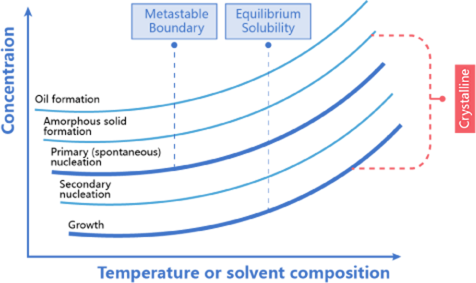 Metastable
Boundary
Equilibrium
Solubility
Concentraion
Oil formation
Amorphous solid
formation
Primary (spontaneous)
nucleation
Secondary
nucleation
Growth
Crystalline
Temperature or solvent composition